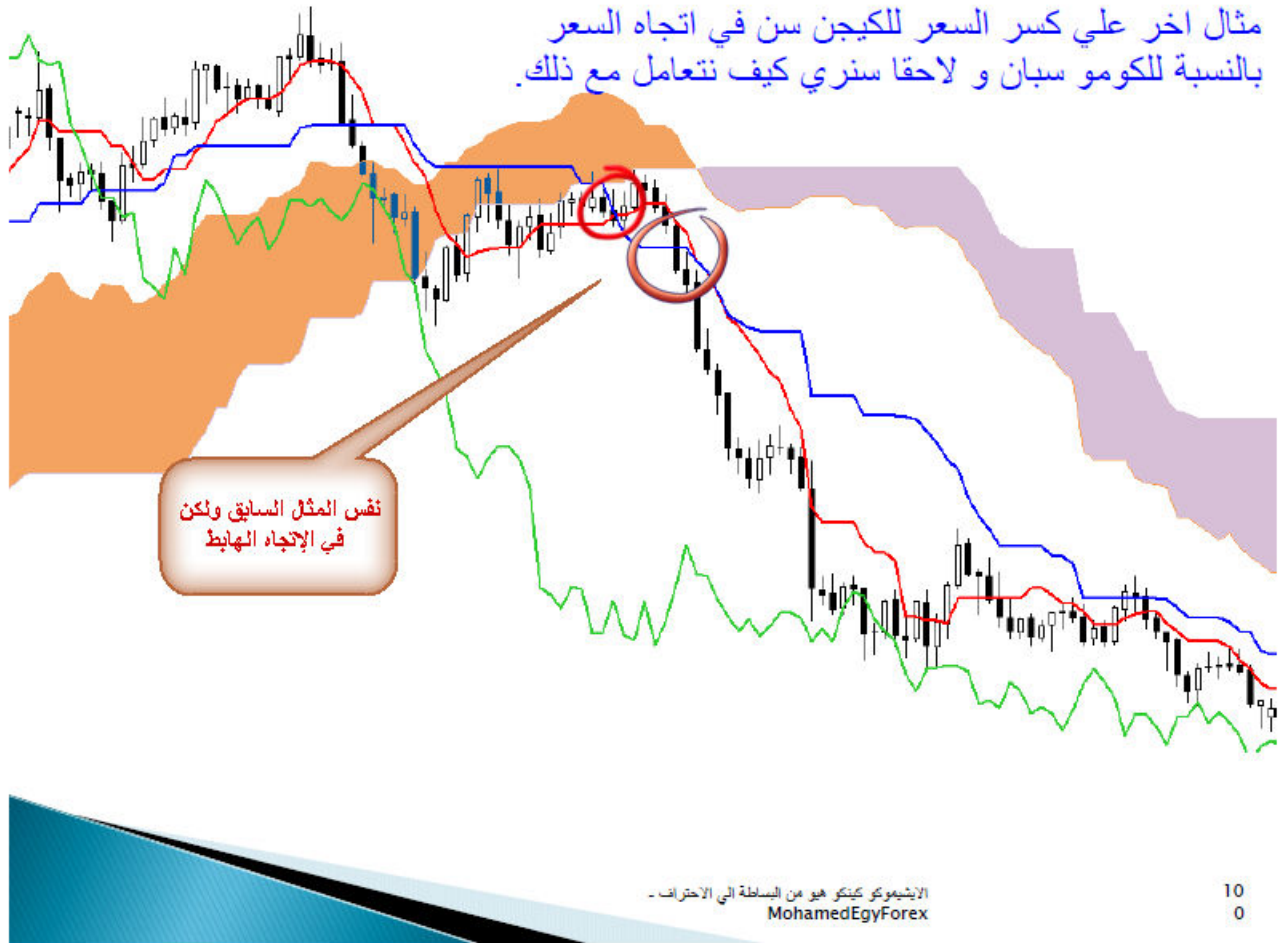 مثال اخر علي كسر السعر للكيجن سن في اتجاه السعر
بالنسبة للكومو سبان و لاحقا سنري كيف نتعامل مع ذلك.
نفس المثال السابق ولكن
في الإتجاه الهابط
الايشيموكو كينكو هيو من البساطة الي الاحتراف -
MohamedEgyForex
10
0